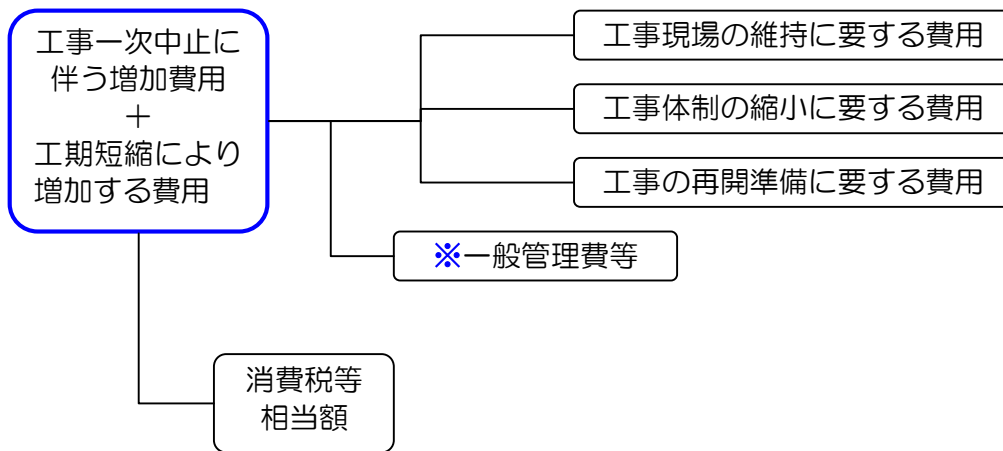 工事一次中止に
伴う増加費用
＋
工期短縮により
増加する費用
工事現場の維持に要する費用
工事体制の縮小に要する費用
工事の再開準備に要する費用
※一般管理費等
消費税等
相当額